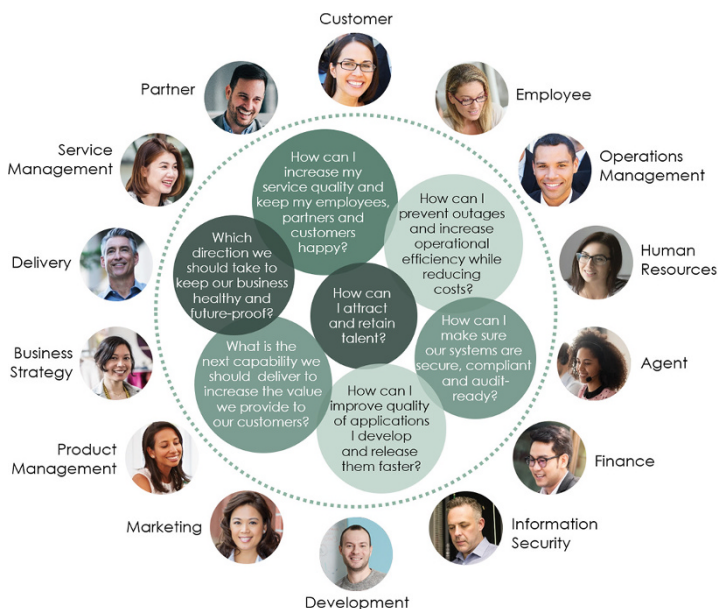 Customer
Partner
Employee
Service
Management
Operations
Management
How can I
increase my
service quality and
keep my employees,
partners and
customers
happy?
How can I
prevent outages
and increase
operational
efficiency while
reducing
costs?
Which
direction we
should take to
keep our business
healthy and
future-proof?
Delivery
Human
Resources
How can
I attract
and retain
talent?
How can I
make sure
our systems are
secure, compliant
and audit-
ready?
What is the
next capability we
should deliver to
increase the value
we provide to
our customers?
Business
Strategy
Agent
How can I
improve quality
of applications
I develop
and release
them faster?
Product
Management
Finance
Marketing
Information
Security
Development